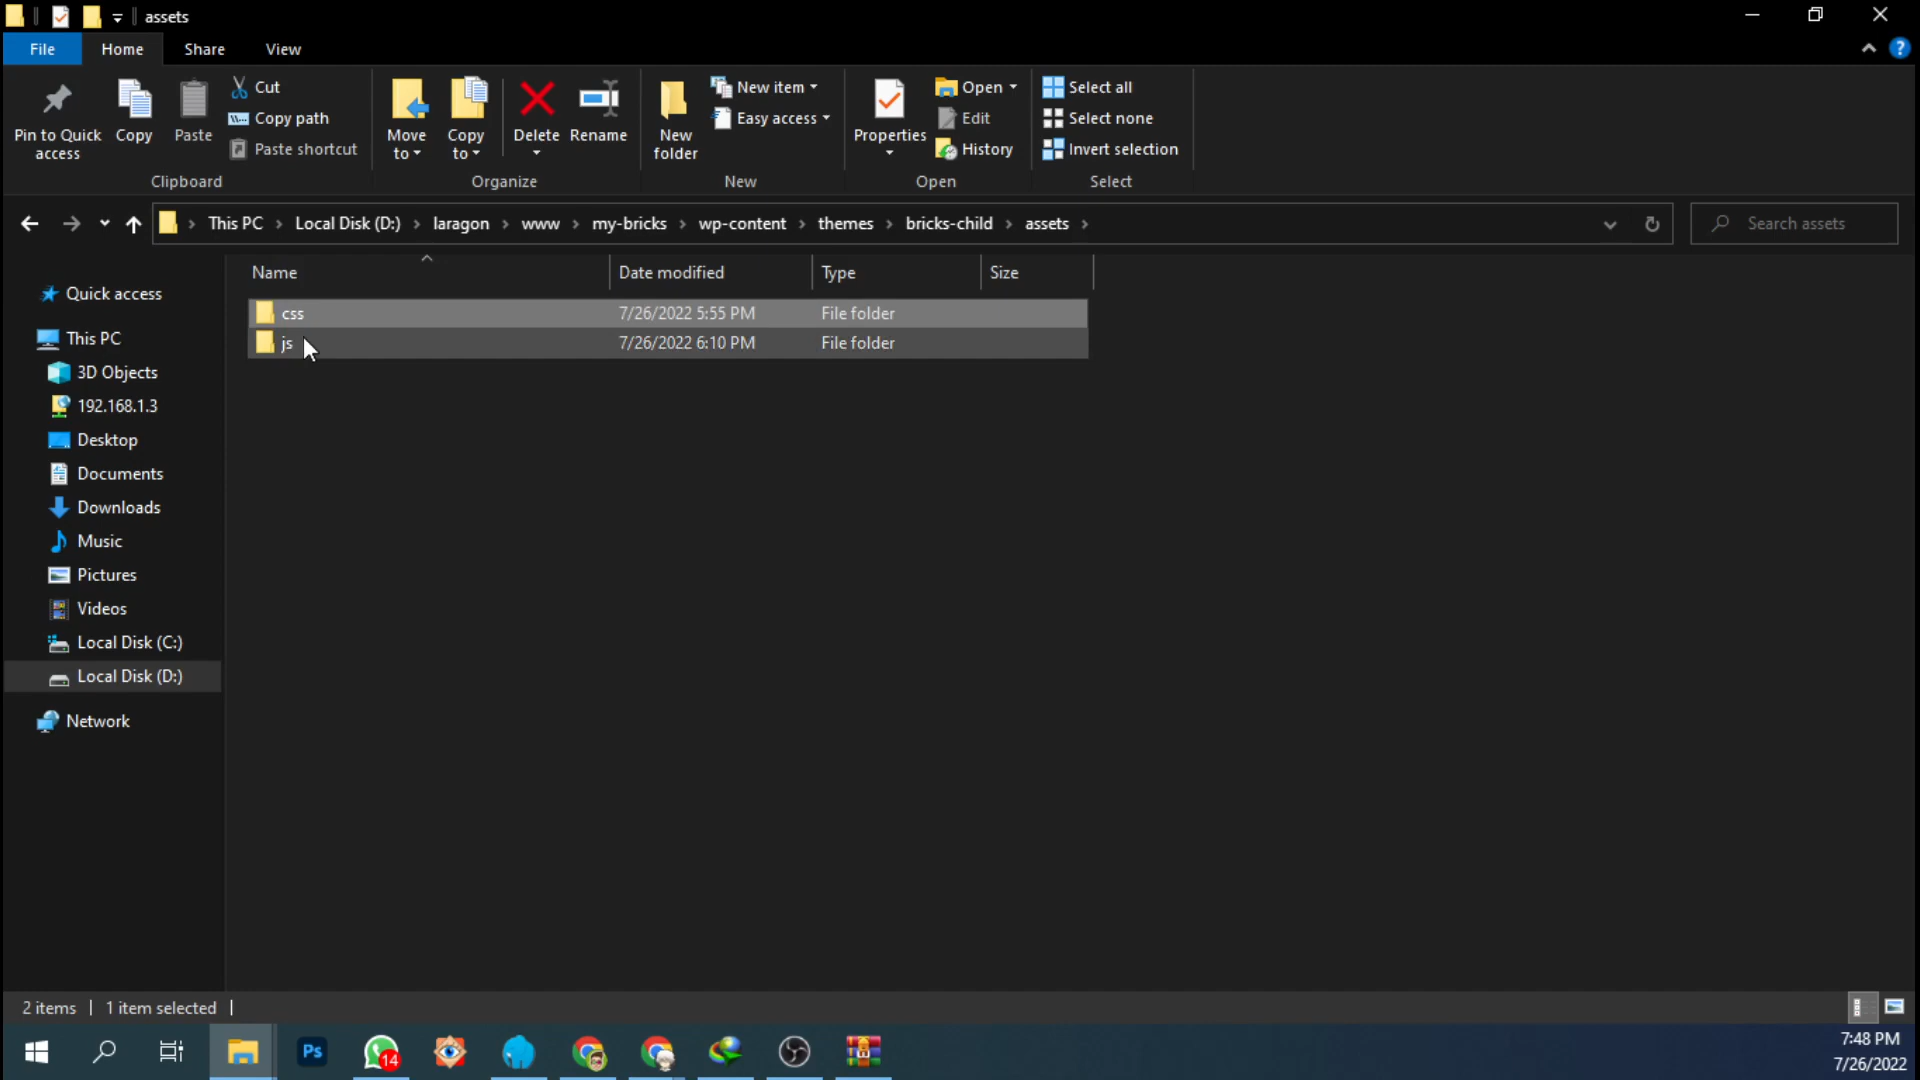 assets
File Home Share View
Pin to Quick access
Copy
Paste
Cut
Copy path
Paste shortcut
Clipboard
Move to
Copy to
Delete
Rename
Organize
New folder
New item
Easy access
New
Properties
Open
Edit
History
Open
Select all
Select none
Invert selection
Select
This PC Local Disk (D:) laragon www my-bricks wp-content themes bricks-child assets
Search assets
Name Date modified Type Size
css 7/26/2022 5:55 PM File folder
js 7/26/2022 6:10 PM File folder
Quick access
This PC
3D Objects
192.168.1.3
Desktop
Documents
Downloads
Music
Pictures
Videos
Local Disk (C:)
Local Disk (D:)
Network
2 items 1 item selected
Ps
14
7:48 PM
7/26/2022